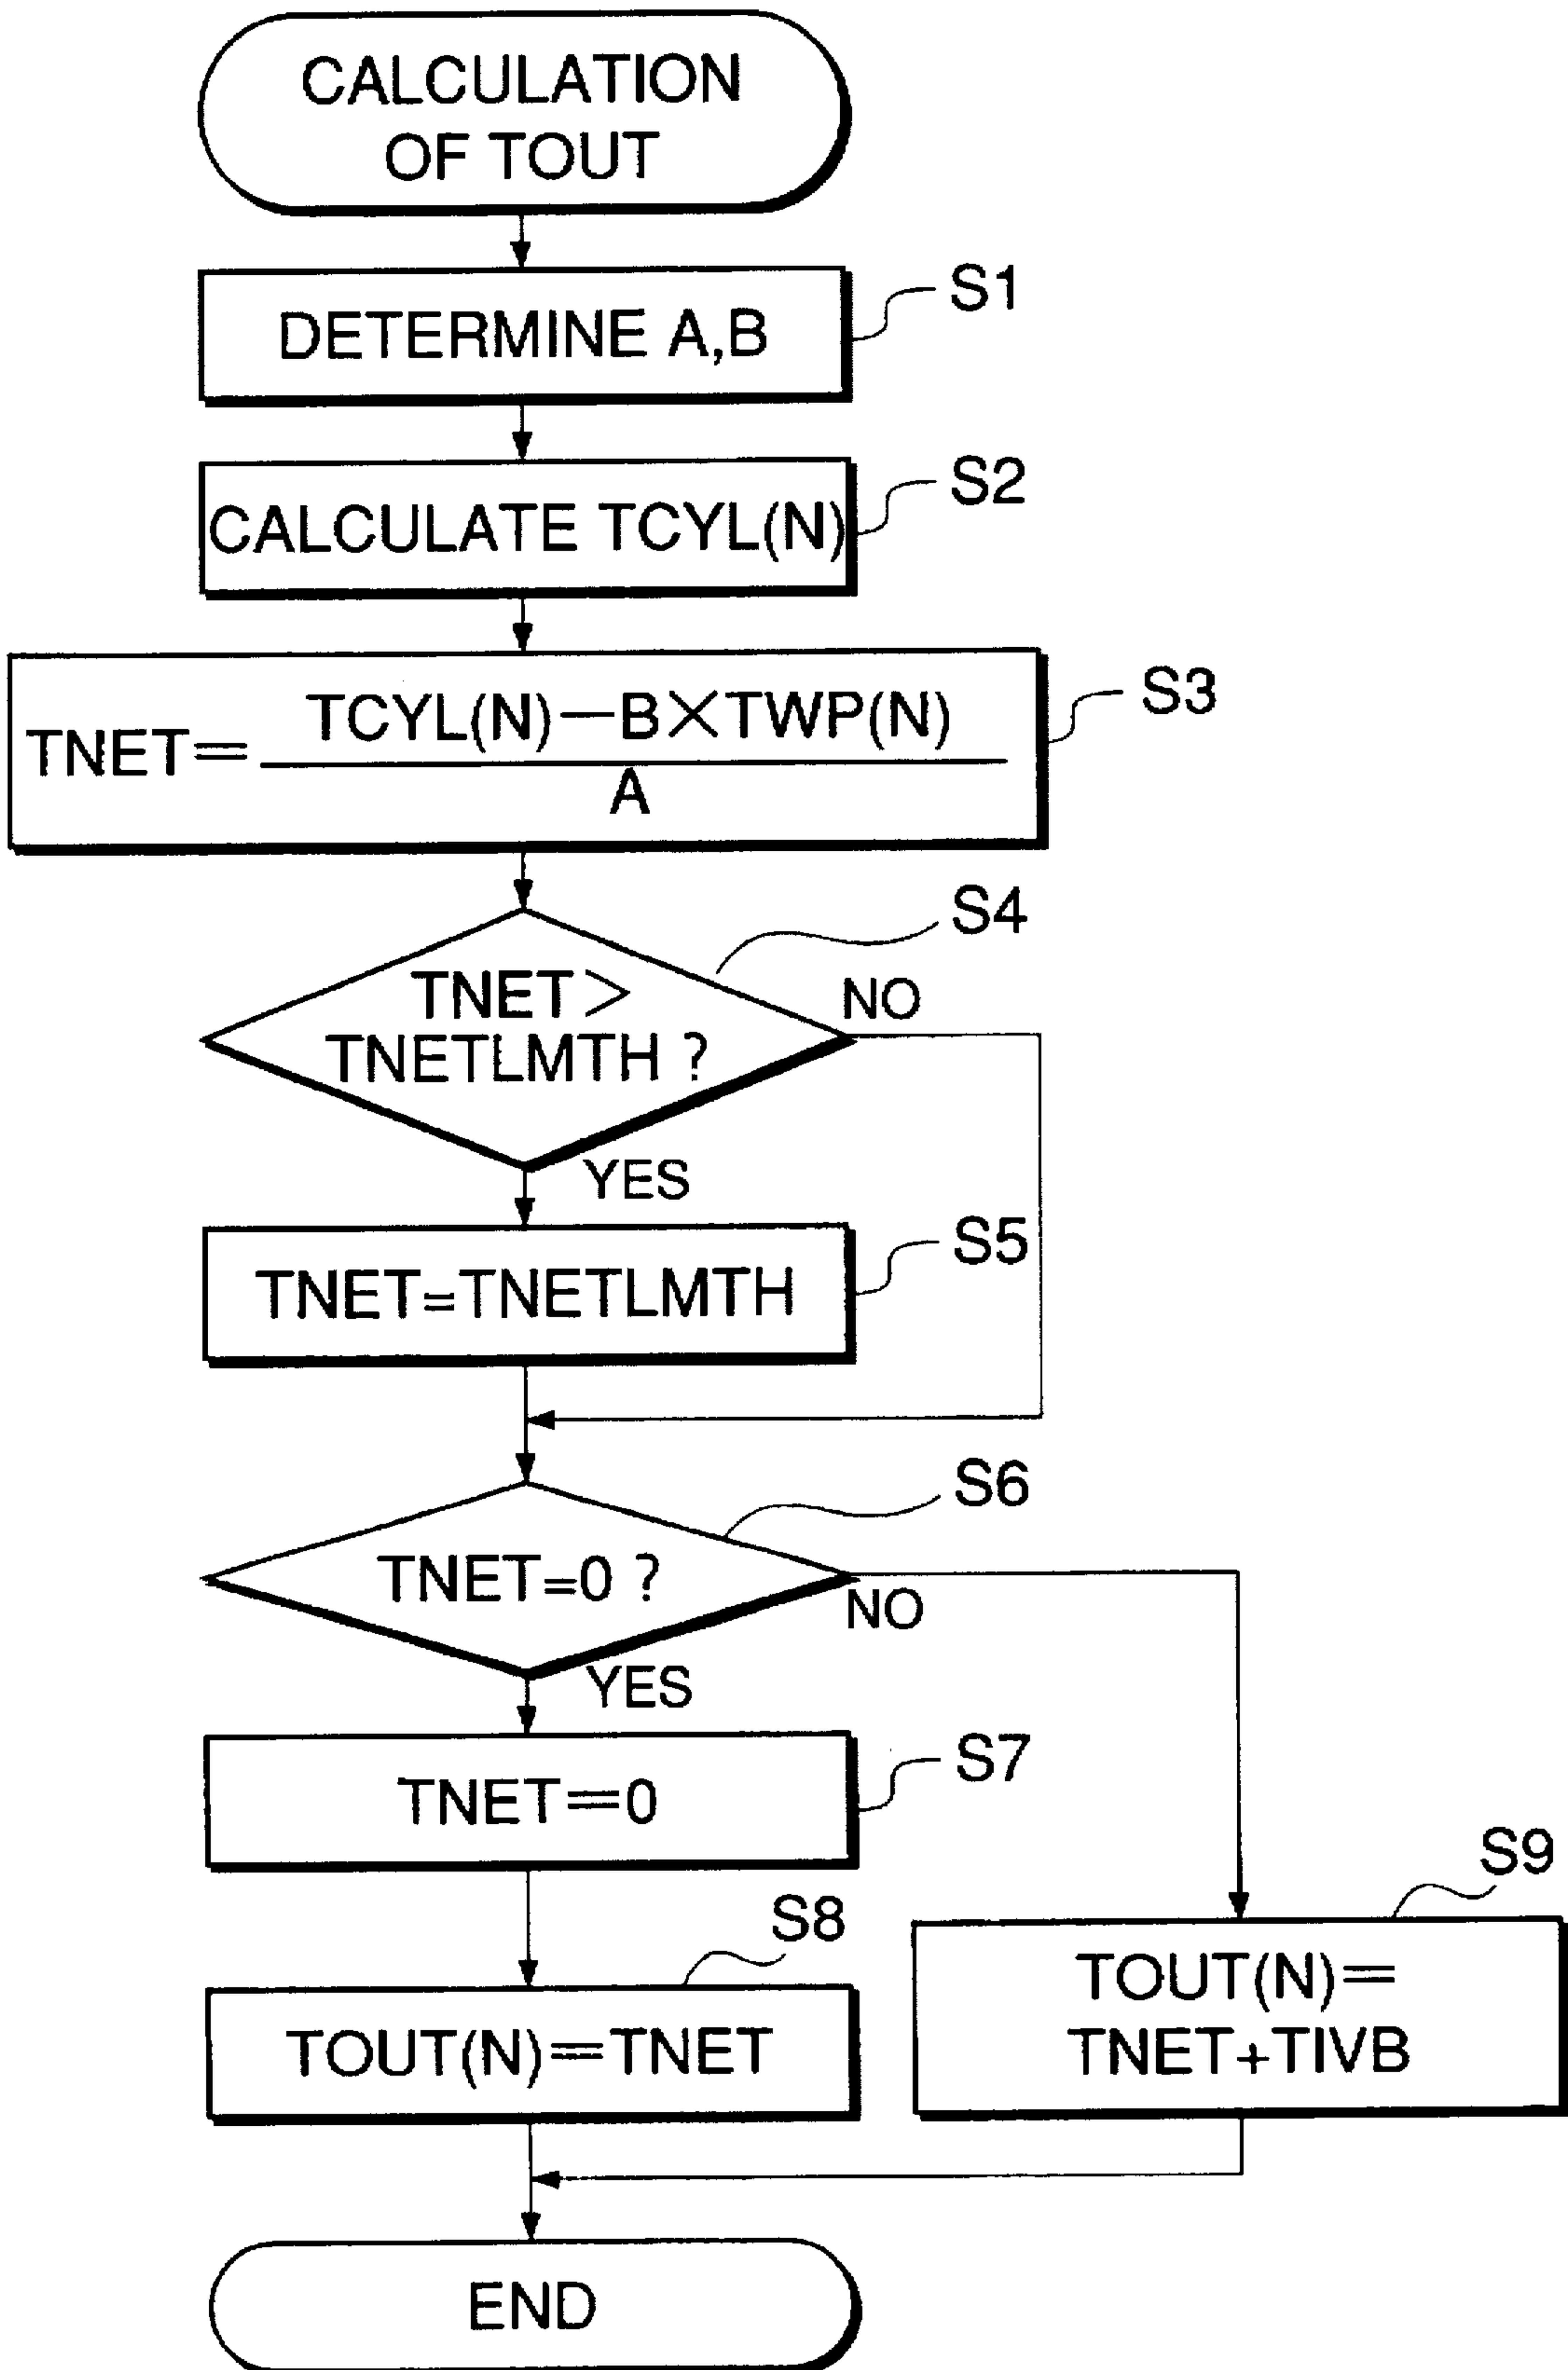 CALCULATION
OF TOUT
S1
DETERMINE A,B
S2
CALCULATE TCYL(N)
S3
TCYL(N)—B×TWP(N)
TNET=
A
S4
TNET>
TNETLMTH ?
NO
YES
S5
TNET=TNETLMTH
S6
TNET=0 ?
NO
YES
S7
TNET=0
S8
TOUT(N)=TNET
S9
TOUT(N)=
TNET+TIVB
END